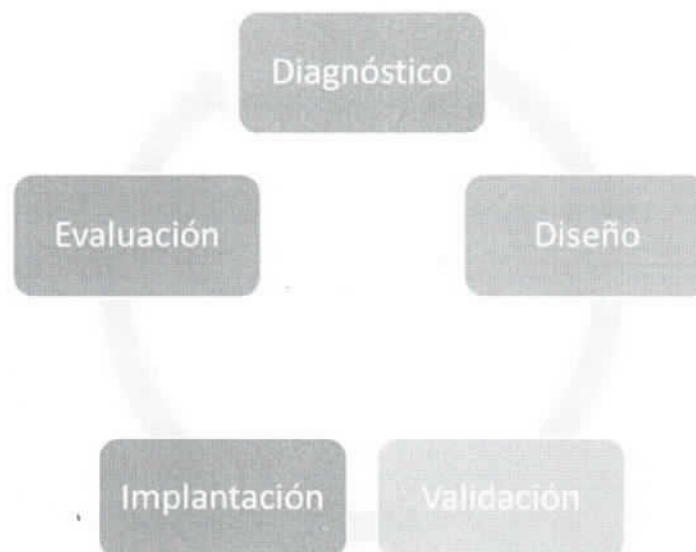 Diagnóstico
Evaluación
Diseño
Implantación
Validación